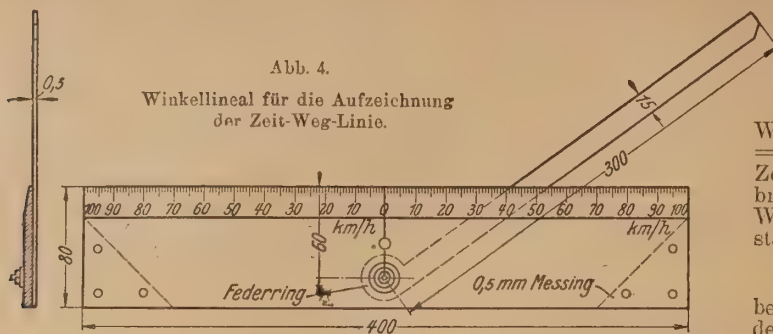 Abb. 4.
Winkellineal für die Aufzeichnung
der Zeit-Weg-Linie.
0,5
15
300
100 90 80 70 60 50 40 30 20 10 0 10 20 30 40 50 60 70 80 90 100
km/h
km/h
80
60
Federring
0,5 mm Messing
400
W
Ze
br
W
st
be
de